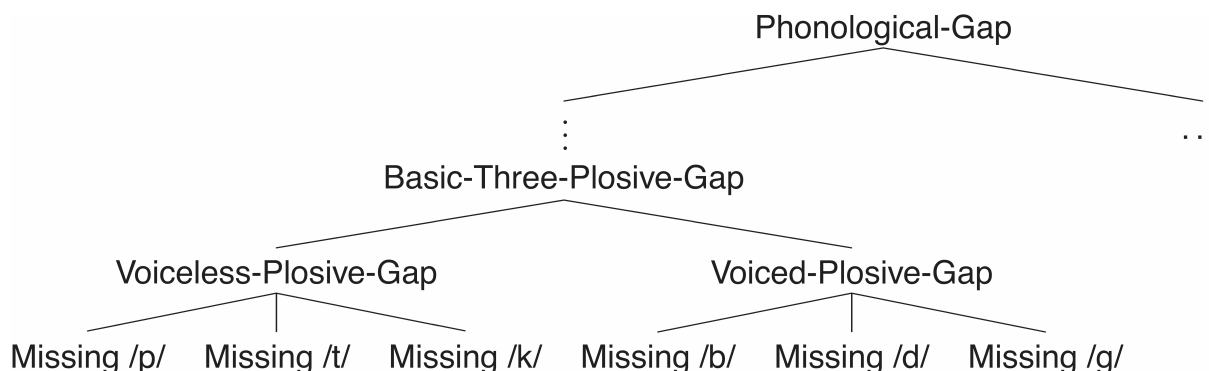 Phonological-Gap
⋮
. .
Basic-Three-Plosive-Gap
Voiceless-Plosive-Gap Voiced-Plosive-Gap
Missing /p/ Missing /t/ Missing /k/ Missing /b/ Missing /d/ Missing /g/